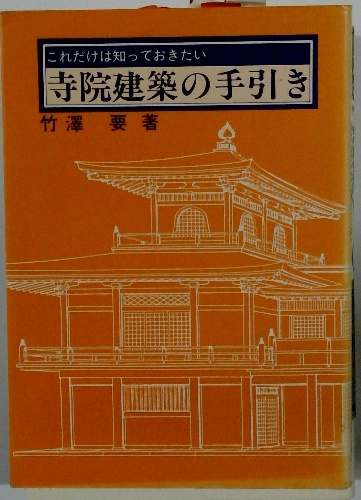 これだけは知っておきたい
寺院建築の手引き
竹澤 要 著